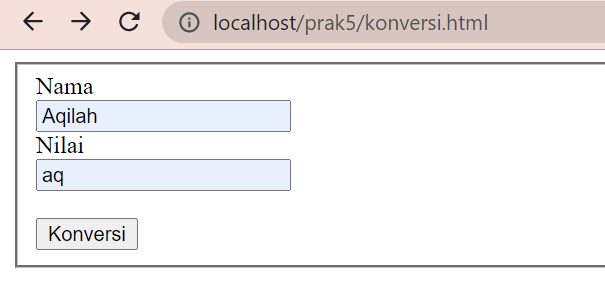 localhost/prak5/konversi.html
Nama
Aqilah
Nilai
aq
Konversi